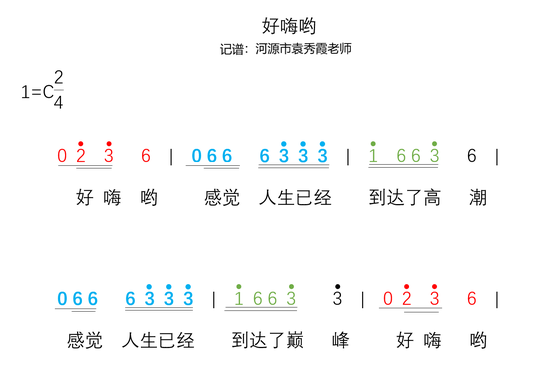 好嗨哟
记谱：河源市袁秀霞老师
1=C 2/4
0 2̇ 3̇ 6 | 0 6 6 6 3̇ 3̇ 3̇ | 1̇ 6 6 3̇ 6 |
好 嗨 哟 感觉 人生已经 到达了高 潮
0 6 6 6 3̇ 3̇ 3̇ | 1̇ 6 6 3̇ 3̇ | 0 2̇ 3̇ 6 |
感觉 人生已经 到达了巅 峰 好 嗨 哟